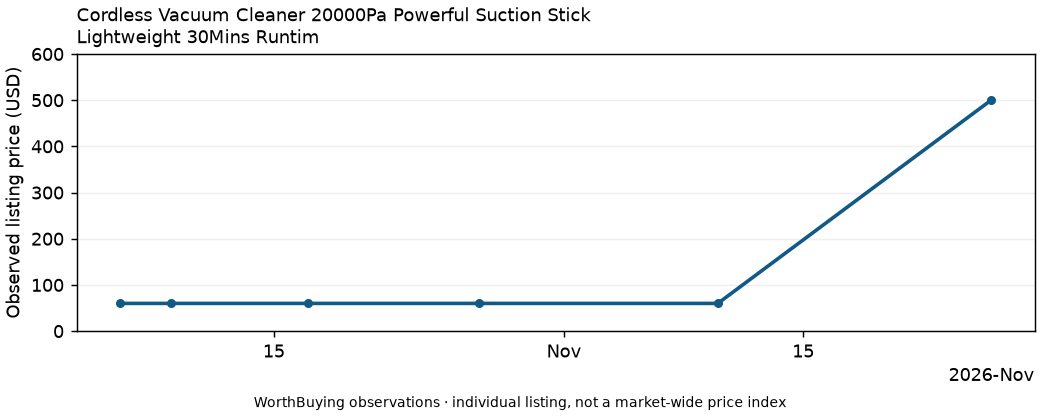 Cordless Vacuum Cleaner 20000Pa Powerful Suction Stick
Lightweight 30Mins Runtim
Observed listing price (USD)
600
500
400
300
200
100
0
15
Nov
15
2026-Nov
WorthBuying observations · individual listing, not a market-wide price index